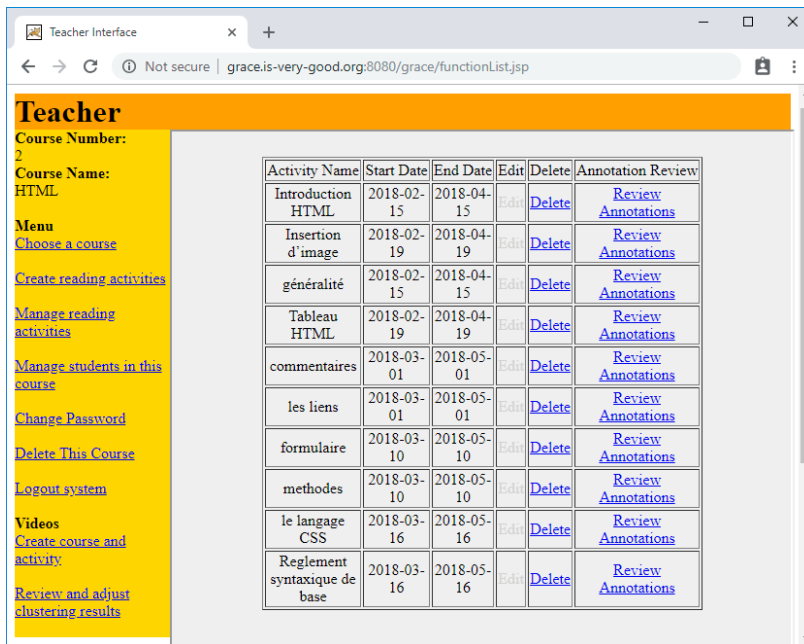 Teacher Interface
Not secure | grace.is-very-good.org:8080/grace/functionList.jsp
Teacher
Course Number:
2
Course Name:
HTML
Menu
Choose a course
Create reading activities
Manage reading
activities
Manage students in this
course
Change Password
Delete This Course
Logout system
Videos
Create course and
activity
Review and adjust
clustering results
Activity Name Start Date End Date Edit Delete Annotation Review
Introduction 2018-02- 2018-04- Edit Delete Review
HTML 15 15 Annotations
Insertion 2018-02- 2018-04- Edit Delete Review
d’image 19 19 Annotations
généralité 2018-02- 2018-04- Edit Delete Review
15 15 Annotations
Tableau 2018-02- 2018-04- Edit Delete Review
HTML 19 19 Annotations
commentaires 2018-03- 2018-05- Edit Delete Review
01 01 Annotations
les liens 2018-03- 2018-05- Edit Delete Review
01 01 Annotations
formulaire 2018-03- 2018-05- Edit Delete Review
10 10 Annotations
methodes 2018-03- 2018-05- Edit Delete Review
10 10 Annotations
le langage 2018-03- 2018-05- Edit Delete Review
CSS 16 16 Annotations
Reglement
syntaxique de 2018-03- 2018-05- Edit Delete Review
base 16 16 Annotations